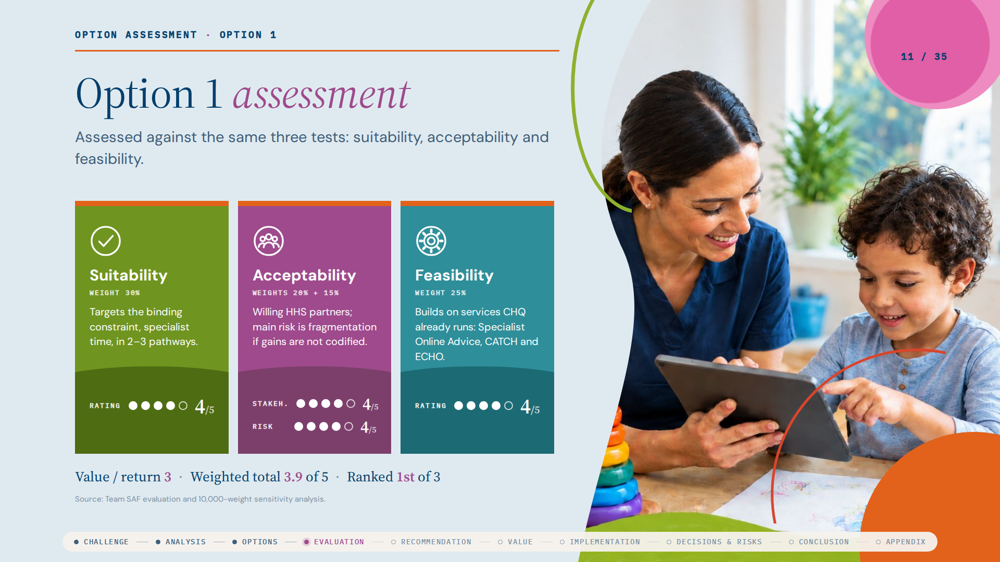 OPTION ASSESSMENT · OPTION 1
11 / 35
Option 1 assessment
Assessed against the same three tests: suitability, acceptability and
feasibility.
Suitability
WEIGHT 30%
Targets the binding
constraint, specialist
time, in 2–3 pathways.
RATING 4/5
Acceptability
WEIGHTS 20% + 15%
Willing HHS partners;
main risk is fragmentation
if gains are not codified.
STAKEH. 4/5
RISK 4/5
Feasibility
WEIGHT 25%
Builds on services CHQ
already runs: Specialist
Online Advice, CATCH and
ECHO.
RATING 4/5
Value / return 3 · Weighted total 3.9 of 5 · Ranked 1st of 3
Source: Team SAF evaluation and 10,000-weight sensitivity analysis.
CHALLENGE ANALYSIS OPTIONS EVALUATION RECOMMENDATION VALUE IMPLEMENTATION DECISIONS & RISKS CONCLUSION APPENDIX